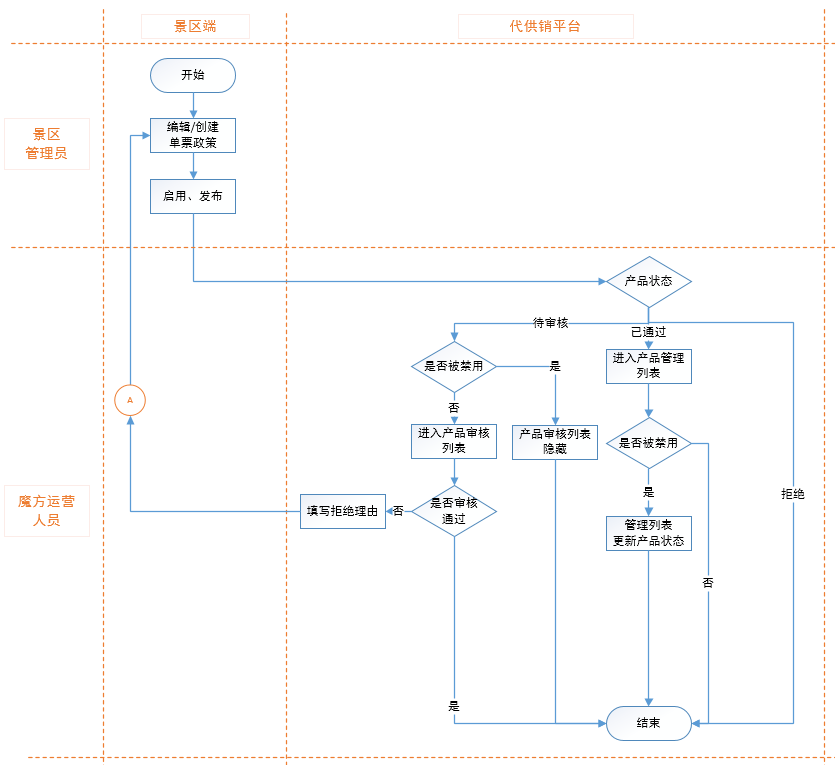 景区端
代供销平台
开始
景区
管理员
编辑/创建
单票政策
启用、发布
产品状态
待审核
已通过
是否被禁用
是
进入产品管理
列表
A
否
进入产品审核
列表
产品审核列表
隐藏
是否被禁用
拒绝
魔方运营
人员
填写拒绝理由
否
是否审核
通过
是
管理列表
更新产品状态
否
是
结束